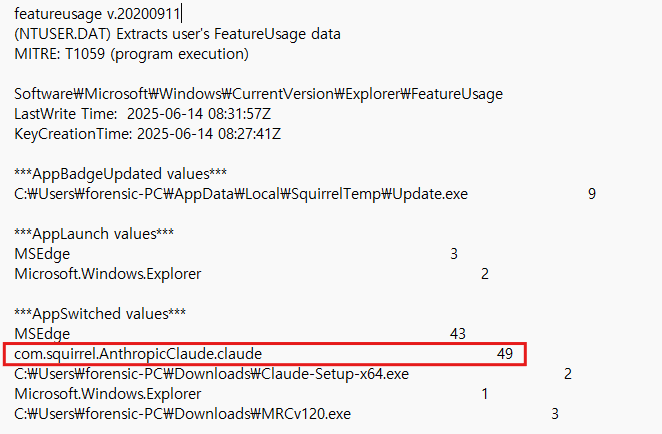 featureusage v.20200911
(NTUSER.DAT) Extracts user's FeatureUsage data
MITRE: T1059 (program execution)
Software₩Microsoft₩Windows₩CurrentVersion₩Explorer₩FeatureUsage
LastWrite Time:  2025-06-14 08:31:57Z
KeyCreationTime: 2025-06-14 08:27:41Z
***AppBadgeUpdated values***
C:₩Users₩forensic-PC₩AppData₩Local₩SquirrelTemp₩Update.exe 9
***AppLaunch values***
MSEdge 3
Microsoft.Windows.Explorer 2
***AppSwitched values***
MSEdge 43
com.squirrel.AnthropicClaude.claude 49
C:₩Users₩forensic-PC₩Downloads₩Claude-Setup-x64.exe 2
Microsoft.Windows.Explorer 1
C:₩Users₩forensic-PC₩Downloads₩MRCv120.exe 3